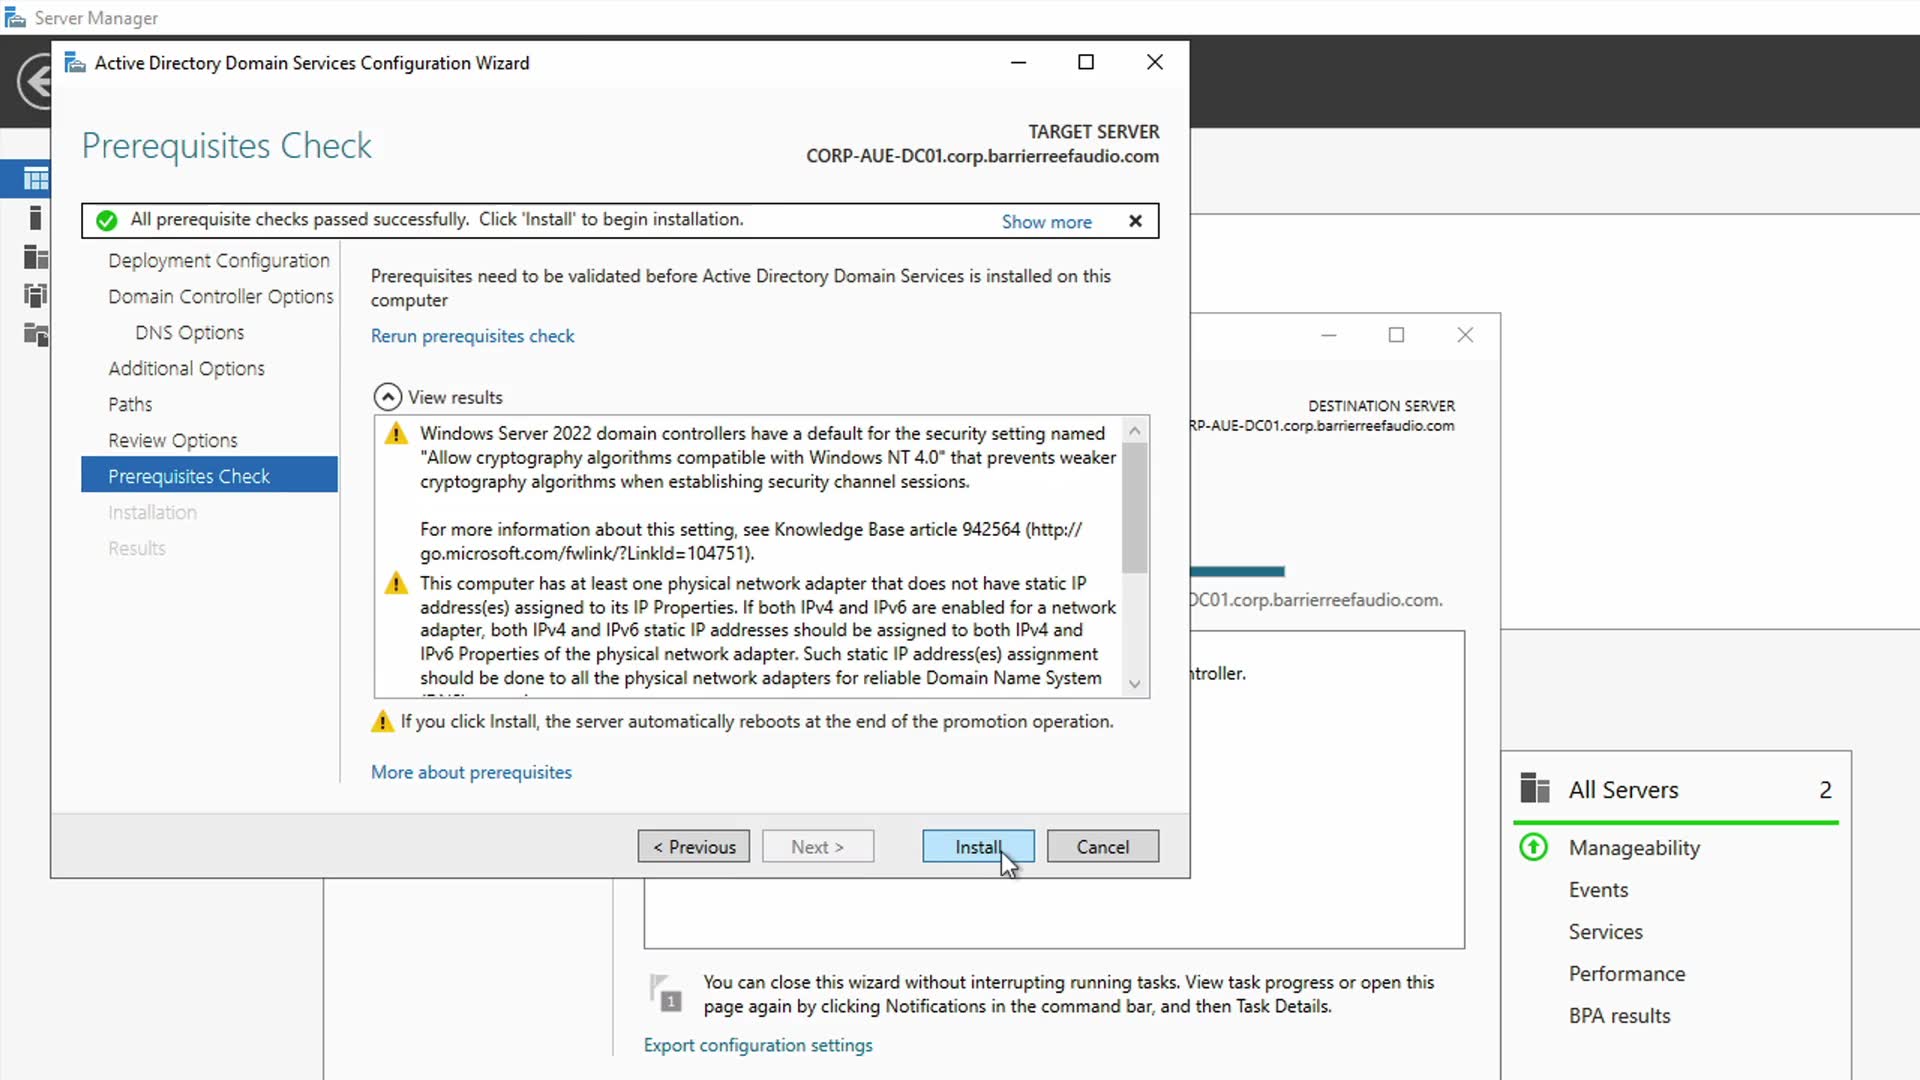 Server Manager
Active Directory Domain Services Configuration Wizard
Prerequisites Check
TARGET SERVER
CORP-AUE-DC01.corp.barrierreefaudio.com
All prerequisite checks passed successfully. Click 'Install' to begin installation.
Show more
Deployment Configuration
Domain Controller Options
DNS Options
Additional Options
Paths
Review Options
Prerequisites Check
Installation
Results
Prerequisites need to be validated before Active Directory Domain Services is installed on this
computer
Rerun prerequisites check
View results
Windows Server 2022 domain controllers have a default for the security setting named
"Allow cryptography algorithms compatible with Windows NT 4.0" that prevents weaker
cryptography algorithms when establishing security channel sessions.
For more information about this setting, see Knowledge Base article 942564 (http://
go.microsoft.com/fwlink/?LinkId=104751).
This computer has at least one physical network adapter that does not have static IP
address(es) assigned to its IP Properties. If both IPv4 and IPv6 are enabled for a network
adapter, both IPv4 and IPv6 static IP addresses should be assigned to both IPv4 and
IPv6 Properties of the physical network adapter. Such static IP address(es) assignment
should be done to all the physical network adapters for reliable Domain Name System
If you click Install, the server automatically reboots at the end of the promotion operation.
More about prerequisites
< Previous
Next >
Install
Cancel
DESTINATION SERVER
RP-AUE-DC01.corp.barrierreefaudio.com
DC01.corp.barrierreefaudio.com.
ntroller.
1
You can close this wizard without interrupting running tasks. View task progress or open this
page again by clicking Notifications in the command bar, and then Task Details.
Export configuration settings
All Servers
2
Manageability
Events
Services
Performance
BPA results